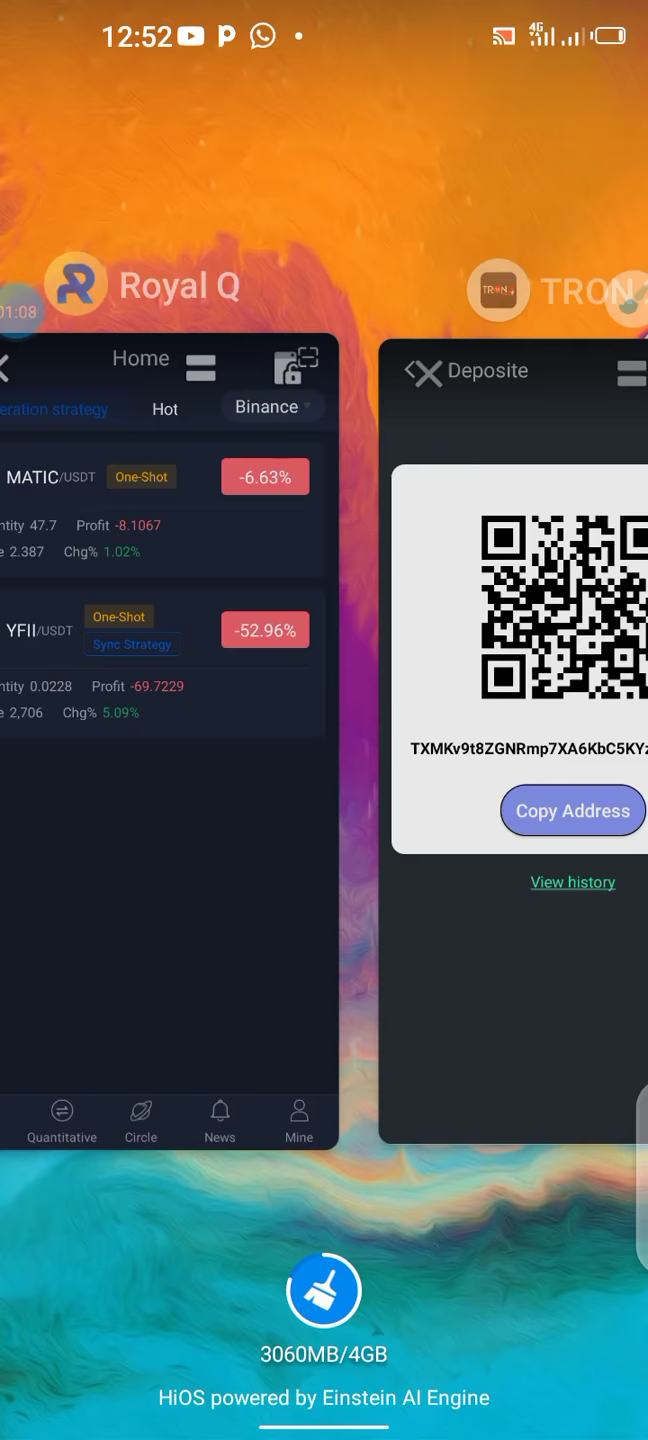 12:52
4G
01:08
Royal Q
TRON
Home
eration strategy
Hot
Binance
MATIC/USDT
One-Shot
-6.63%
ntity 47.7
Profit -8.1067
e 2.387
Chg% 1.02%
YFII/USDT
One-Shot
Sync Strategy
-52.96%
ntity 0.0228
Profit -69.7229
e 2,706
Chg% 5.09%
Quantitative
Circle
News
Mine
Deposite
TXMKv9t8ZGNRmp7XA6KbC5KYz
Copy Address
View history
3060MB/4GB
HiOS powered by Einstein AI Engine